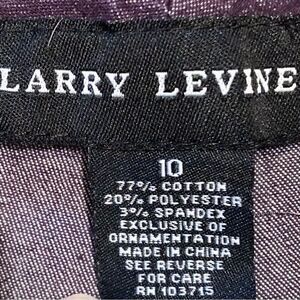 LARRY LEVINE
10
77% COTTON
20% POLYESTER
3% SPANDEX
EXCLUSIVE OF
ORNAMENTATION
MADE IN CHINA
SEE REVERSE
FOR CARE
RN 103715